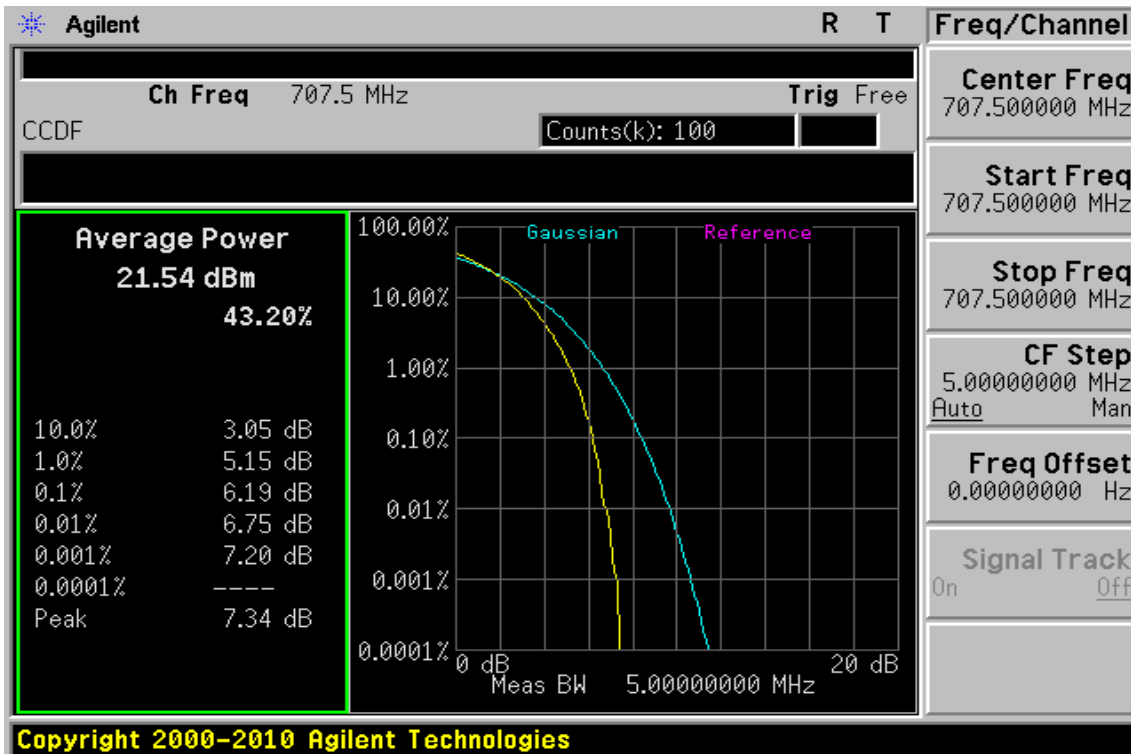 Agilent R T
Ch Freq 707.5 MHz Trig Free
CCDF Counts(k): 100
Average Power
21.54 dBm
43.20%
10.0% 3.05 dB
1.0% 5.15 dB
0.1% 6.19 dB
0.01% 6.75 dB
0.001% 7.20 dB
0.0001% ----
Peak 7.34 dB
Gaussian Reference
100.00%
10.00%
1.00%
0.10%
0.01%
0.001%
0.0001%
0 dB 20 dB
Meas BW 5.00000000 MHz
Freq/Channel
Center Freq
707.500000 MHz
Start Freq
707.500000 MHz
Stop Freq
707.500000 MHz
CF Step
5.00000000 MHz
Auto Man
Freq Offset
0.00000000 Hz
Signal Track
On Off
Copyright 2000-2010 Agilent Technologies